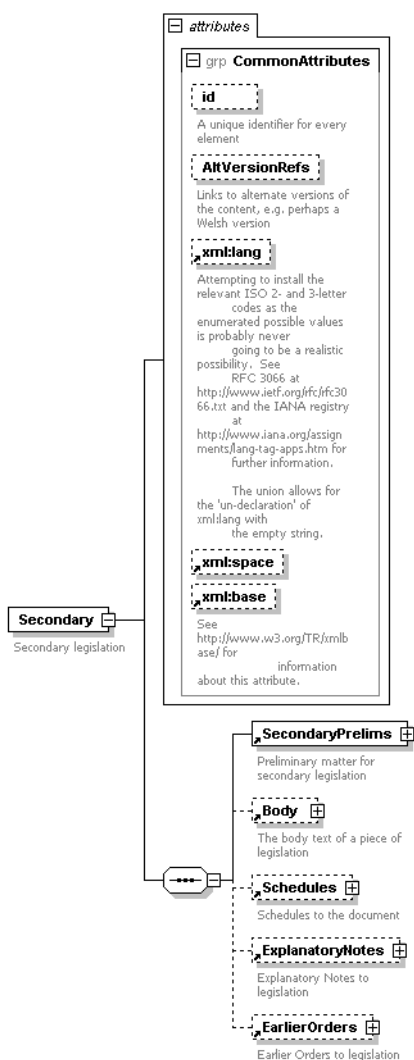 attributes
grp CommonAttributes
id
A unique identifier for every
element
AltVersionRefs
Links to alternate versions of
the content, e.g. perhaps a
Welsh version
xml:lang
Attempting to install the
relevant ISO 2- and 3-letter
codes as the
enumerated possible values
is probably never
going to be a realistic
possibility. See
RFC 3066 at
http://www.ietf.org/rfc/rfc30
66.txt and the IANA registry
at
http://www.iana.org/assign
ments/lang-tag-apps.htm for
further information.
The union allows for
the 'un-declaration' of
xml:lang with
the empty string.
xml:space
xml:base
See
http://www.w3.org/TR/xmlb
ase/ for
information
about this attribute.
Secondary
Secondary legislation
SecondaryPrelims
Preliminary matter for
secondary legislation
Body
The body text of a piece of
legislation
Schedules
Schedules to the document
ExplanatoryNotes
Explanatory Notes to
legislation
EarlierOrders
Earlier Orders to legislation